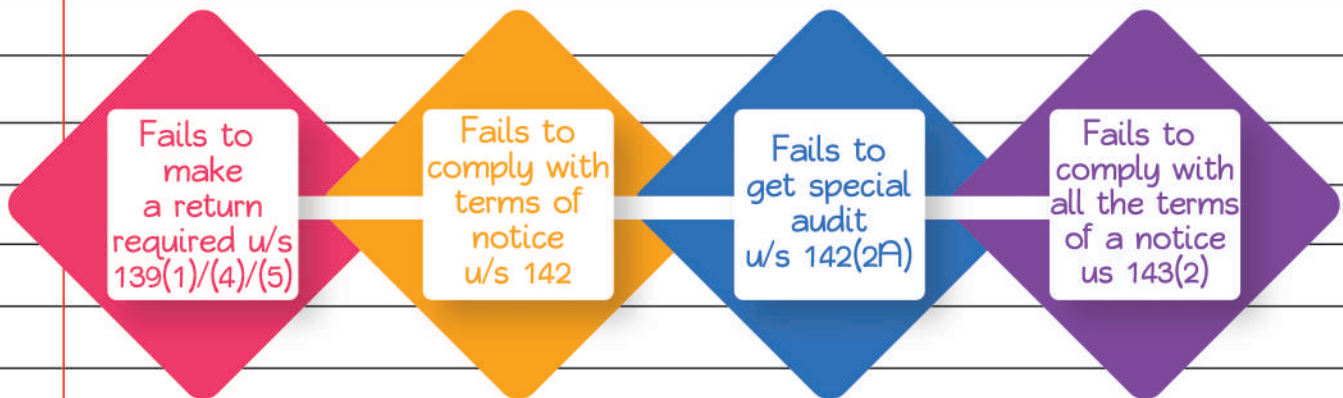 Fails to
make
a return
required u/s
139(1)/(4)/(5)
Fails to
comply with
terms of
notice
u/s 142
Fails to
get special
audit
u/s 142(2A)
Fails to
comply with
all the terms
of a notice
us 143(2)